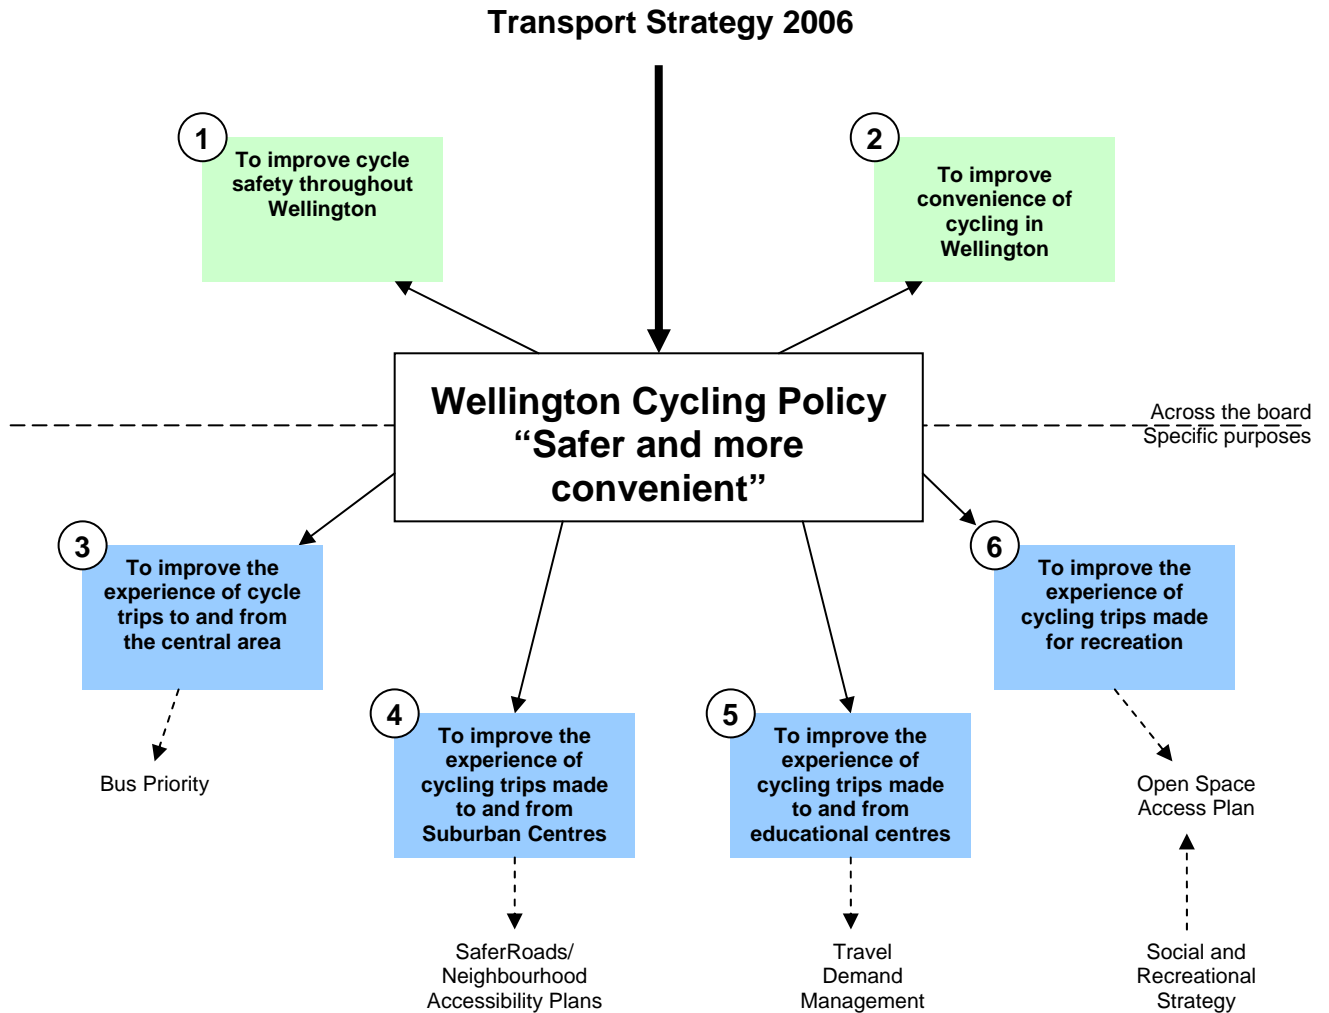 Transport Strategy 2006
1
To improve cycle
safety throughout
Wellington
2
To improve
convenience of
cycling in
Wellington
Wellington Cycling Policy
“Safer and more
convenient”
Across the board
Specific purposes
3
To improve the
experience of cycle
trips to and from
the central area
6
To improve the
experience of
cycling trips made
for recreation
4
To improve the
experience of
cycling trips made
to and from
Suburban Centres
5
To improve the
experience of
cycling trips made
to and from
educational centres
Bus Priority
Open Space
Access Plan
SaferRoads/
Neighbourhood
Accessibility Plans
Travel
Demand
Management
Social and
Recreational
Strategy